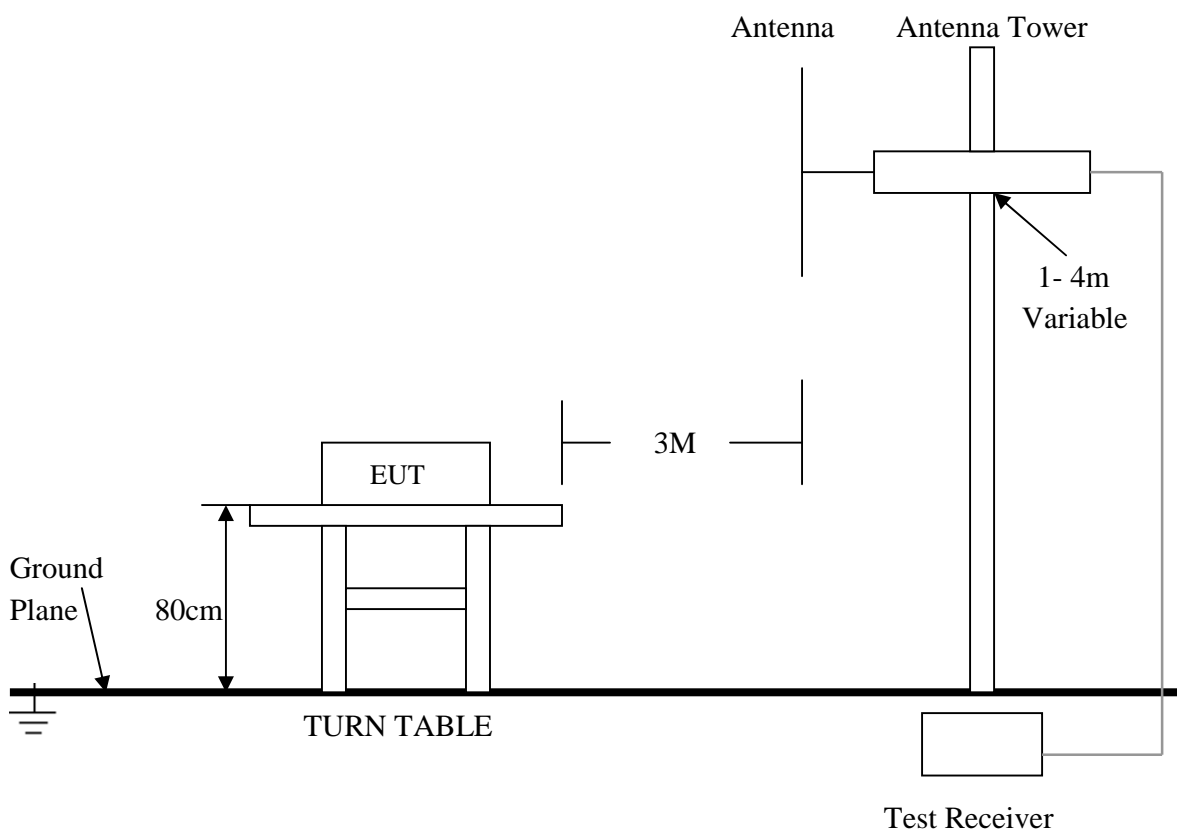 Antenna
Antenna Tower
1- 4m
Variable
3M
EUT
Ground
Plane
80cm
TURN TABLE
Test Receiver